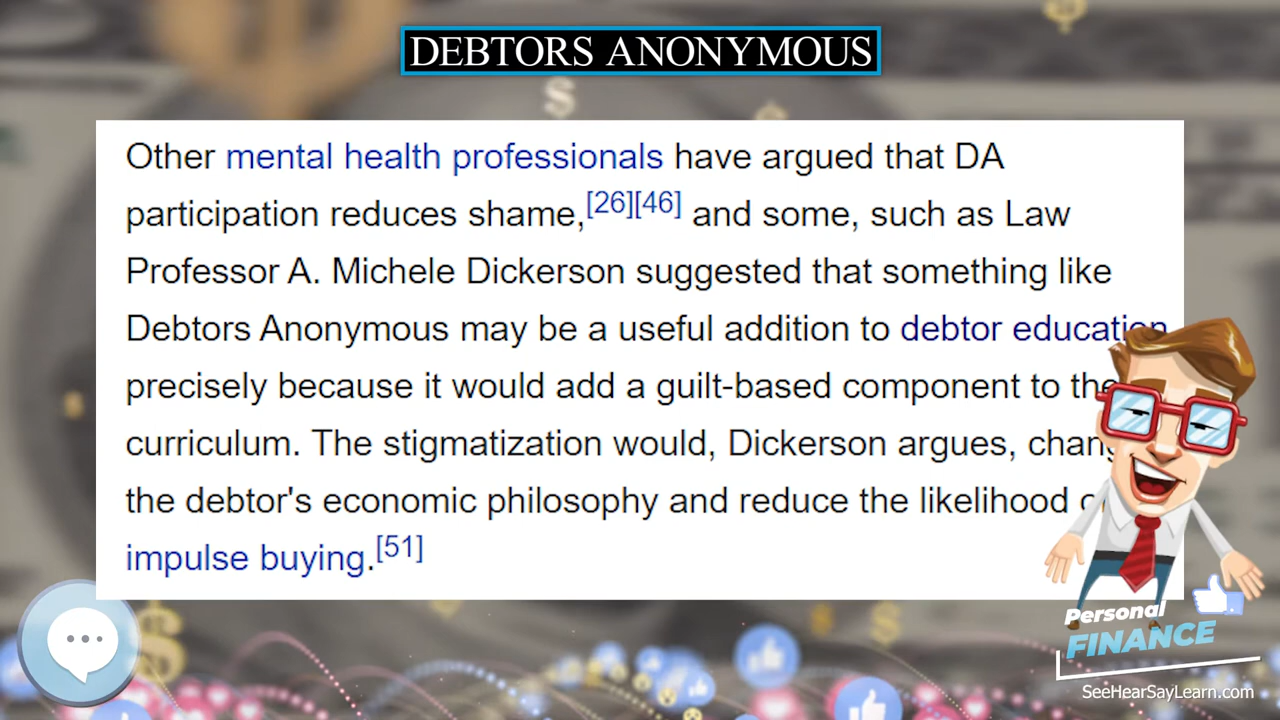 DEBTORS ANONYMOUS
Other mental health professionals have argued that DA
participation reduces shame,[26][46] and some, such as Law
Professor A. Michele Dickerson suggested that something like
Debtors Anonymous may be a useful addition to debtor education
precisely because it would add a guilt-based component to the
curriculum. The stigmatization would, Dickerson argues,
the debtor's economic philosophy and reduce the likelihood
impulse buying.[51]
Personal
FINANCE
SeeHearSayLearn.com